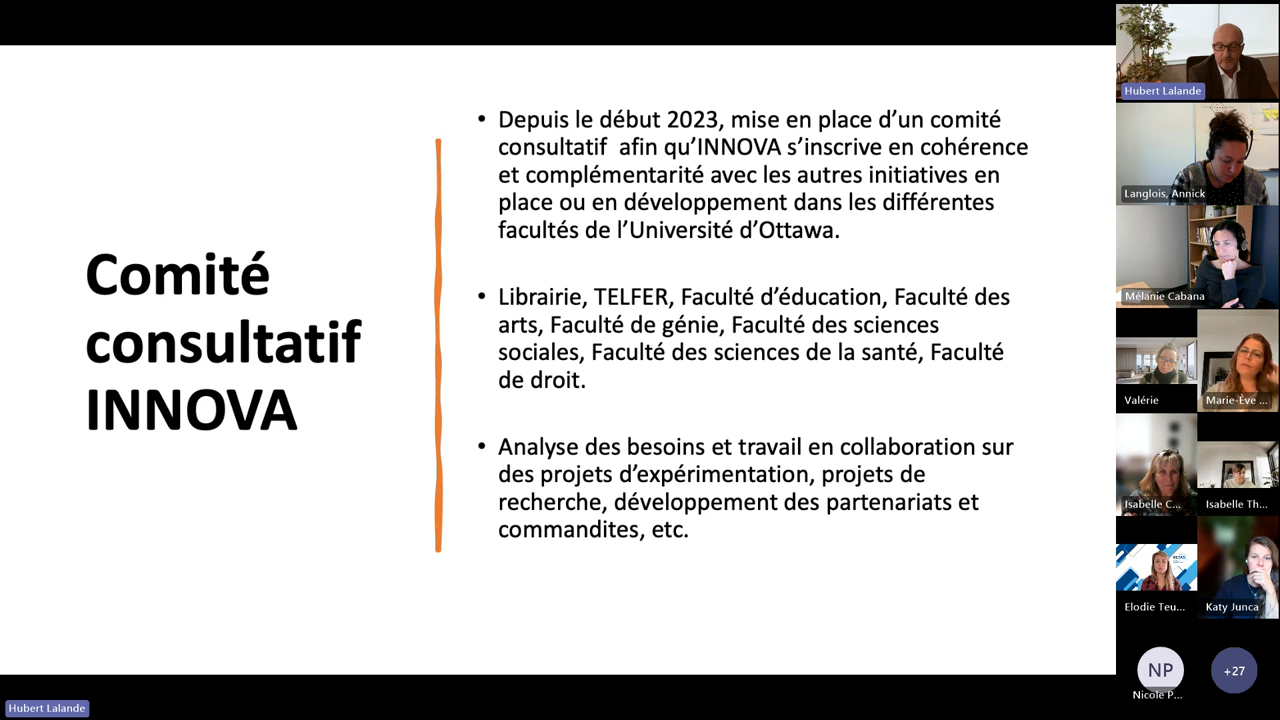 Comité
consultatif
INNOVA
• Depuis le début 2023, mise en place d’un comité
consultatif afin qu’INNOVA s’inscrive en cohérence
et complémentarité avec les autres initiatives en
place ou en développement dans les différentes
facultés de l’Université d’Ottawa.
• Librairie, TELFER, Faculté d’éducation, Faculté des
arts, Faculté de génie, Faculté des sciences
sociales, Faculté des sciences de la santé, Faculté
de droit.
• Analyse des besoins et travail en collaboration sur
des projets d’expérimentation, projets de
recherche, développement des partenariats et
commandites, etc.
Hubert Lalande
Langlois, Annick
Mélanie Cabana
Valérie
Marie-Ève ...
Isabelle C...
Isabelle Th...
Elodie Teu...
Katy Junca
NP
+27
Nicole P...
Hubert Lalande